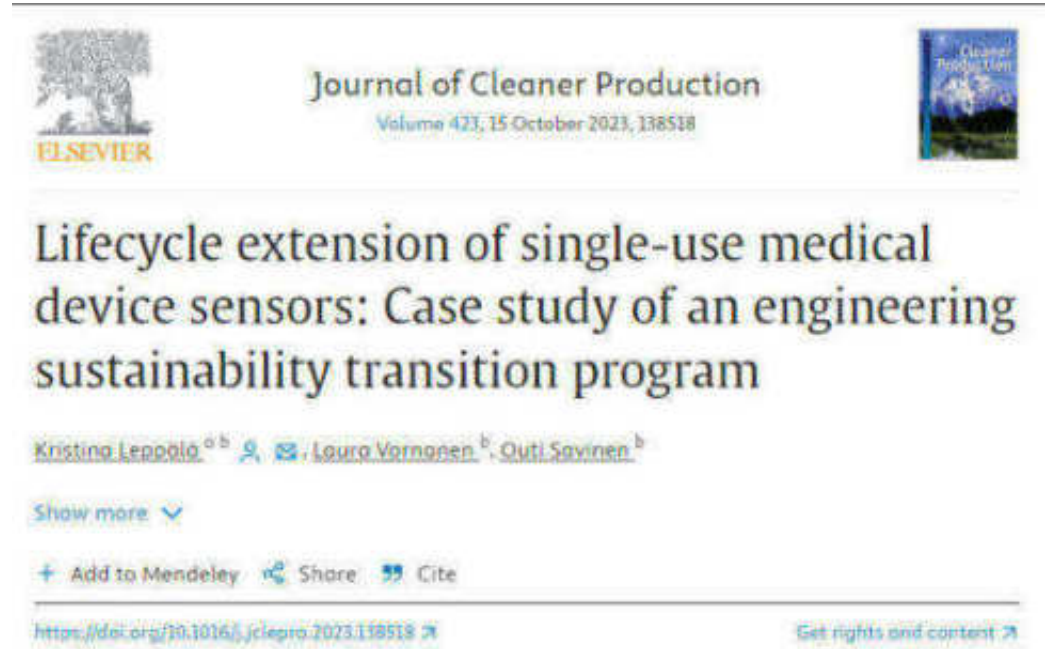 Journal of Cleaner Production
Volume 423, 15 October 2023, 138518
Cleaner
Production
ELSEVIER
Lifecycle extension of single-use medical
device sensors: Case study of an engineering
sustainability transition program
Kristina Leppälä a b , Laura Vornanen b, Outi Savinen b
Show more
+ Add to Mendeley Share Cite
https://doi.org/10.1016/j.jclepro.2023.138518 Get rights and content